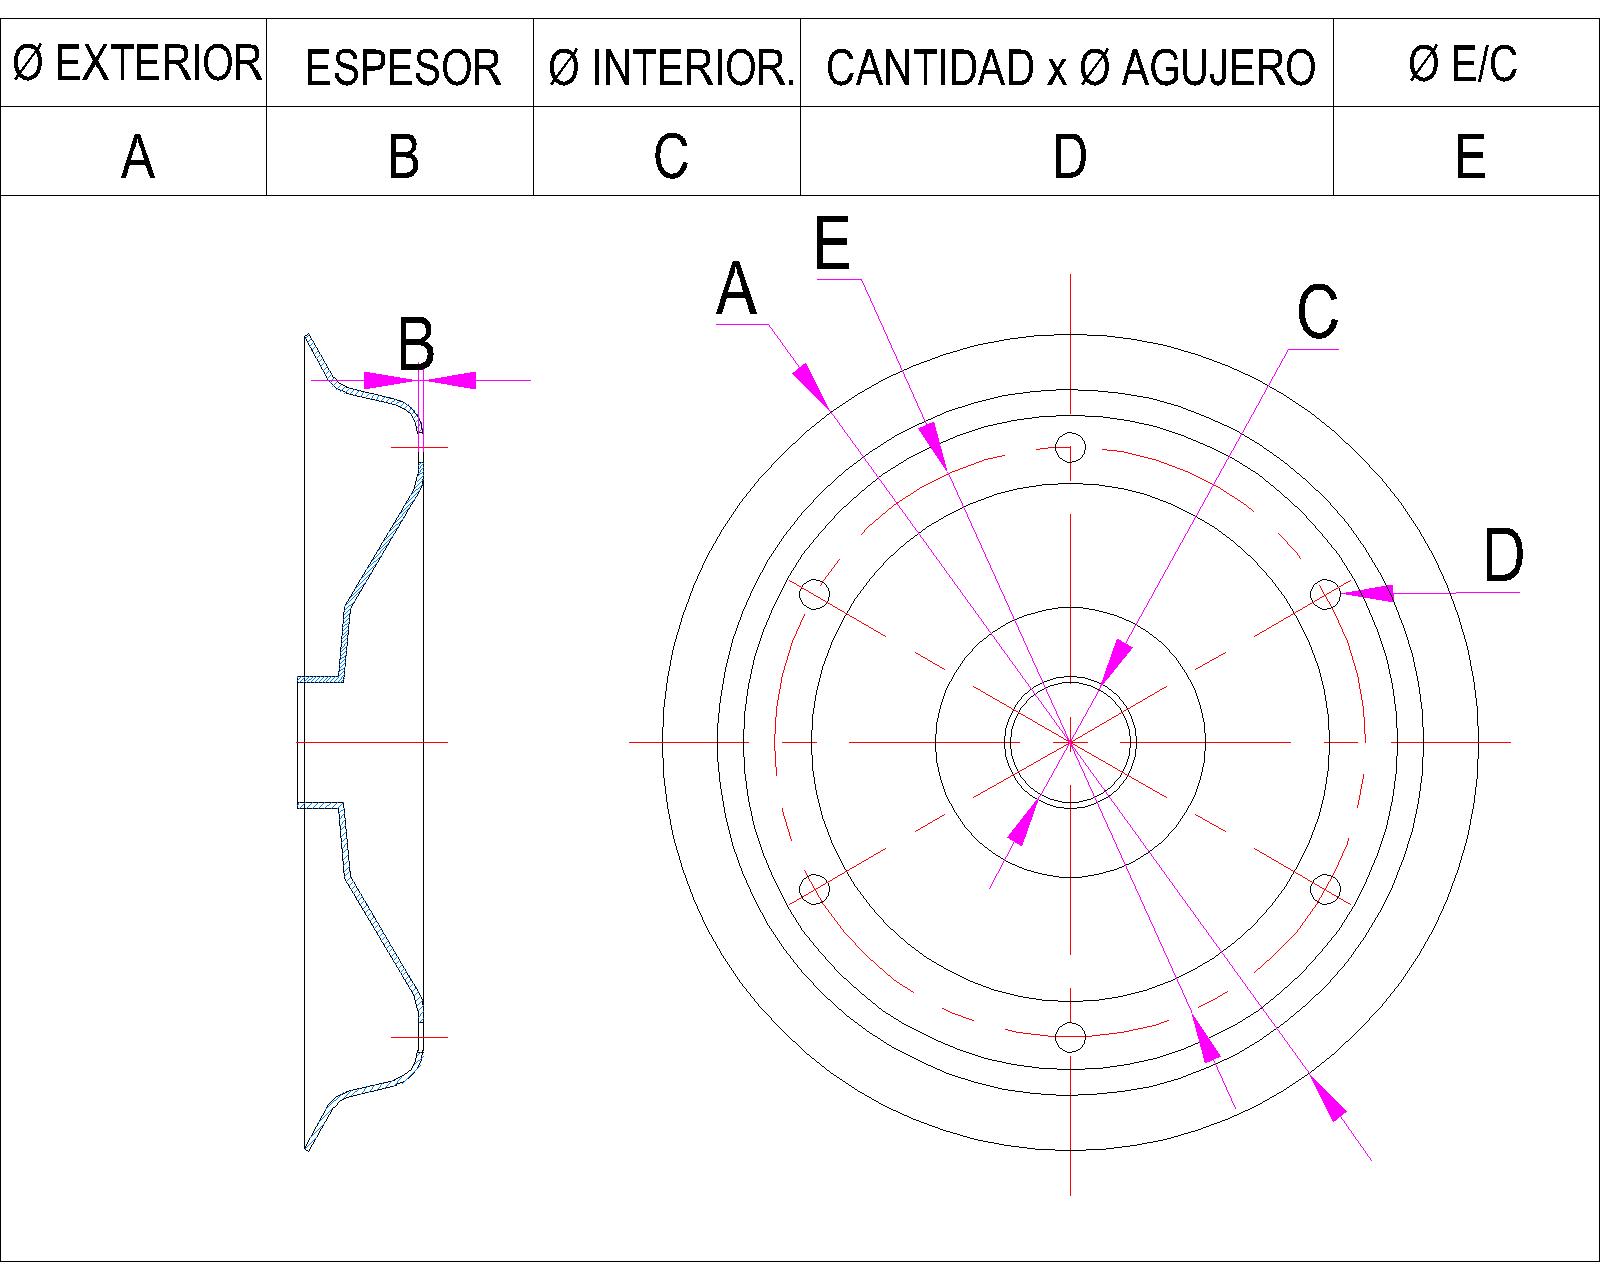 Ø EXTERIOR ESPESOR Ø INTERIOR. CANTIDAD x Ø AGUJERO Ø E/C
A B C D E
E
A
C
B
D